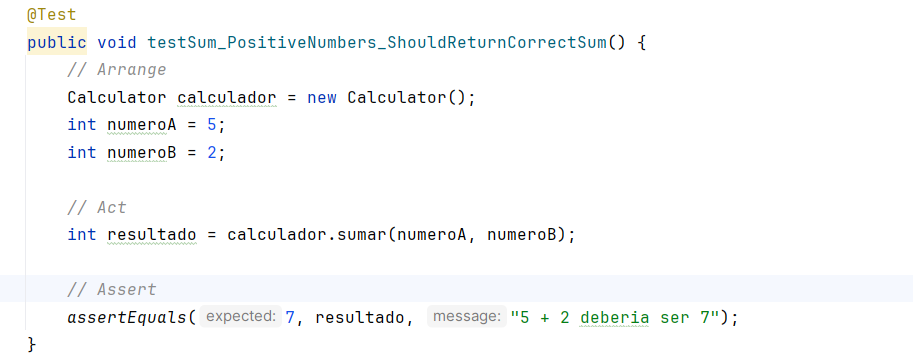 @Test
public void testSum_PositiveNumbers_ShouldReturnCorrectSum() {
// Arrange
Calculator calculador = new Calculator();
int numeroA = 5;
int numeroB = 2;
// Act
int resultado = calculador.sumar(numeroA, numeroB);
// Assert
assertEquals( expected: 7, resultado, message: "5 + 2 deberia ser 7");
}